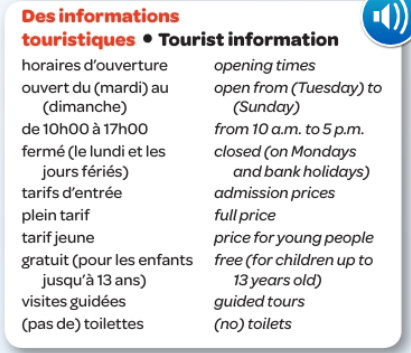 Des informations
touristiques • Tourist information
horaires d'ouverture opening times
ouvert du (mardi) au open from (Tuesday) to
(dimanche) (Sunday)
de 10h00 à 17h00 from 10 a.m. to 5 p.m.
fermé (le lundi et les closed (on Mondays
jours fériés) and bank holidays)
tarifs d'entrée admission prices
plein tarif full price
tarif jeune price for young people
gratuit (pour les enfants free (for children up to
jusqu'à 13 ans) 13 years old)
visites guidées guided tours
(pas de) toilettes (no) toilets